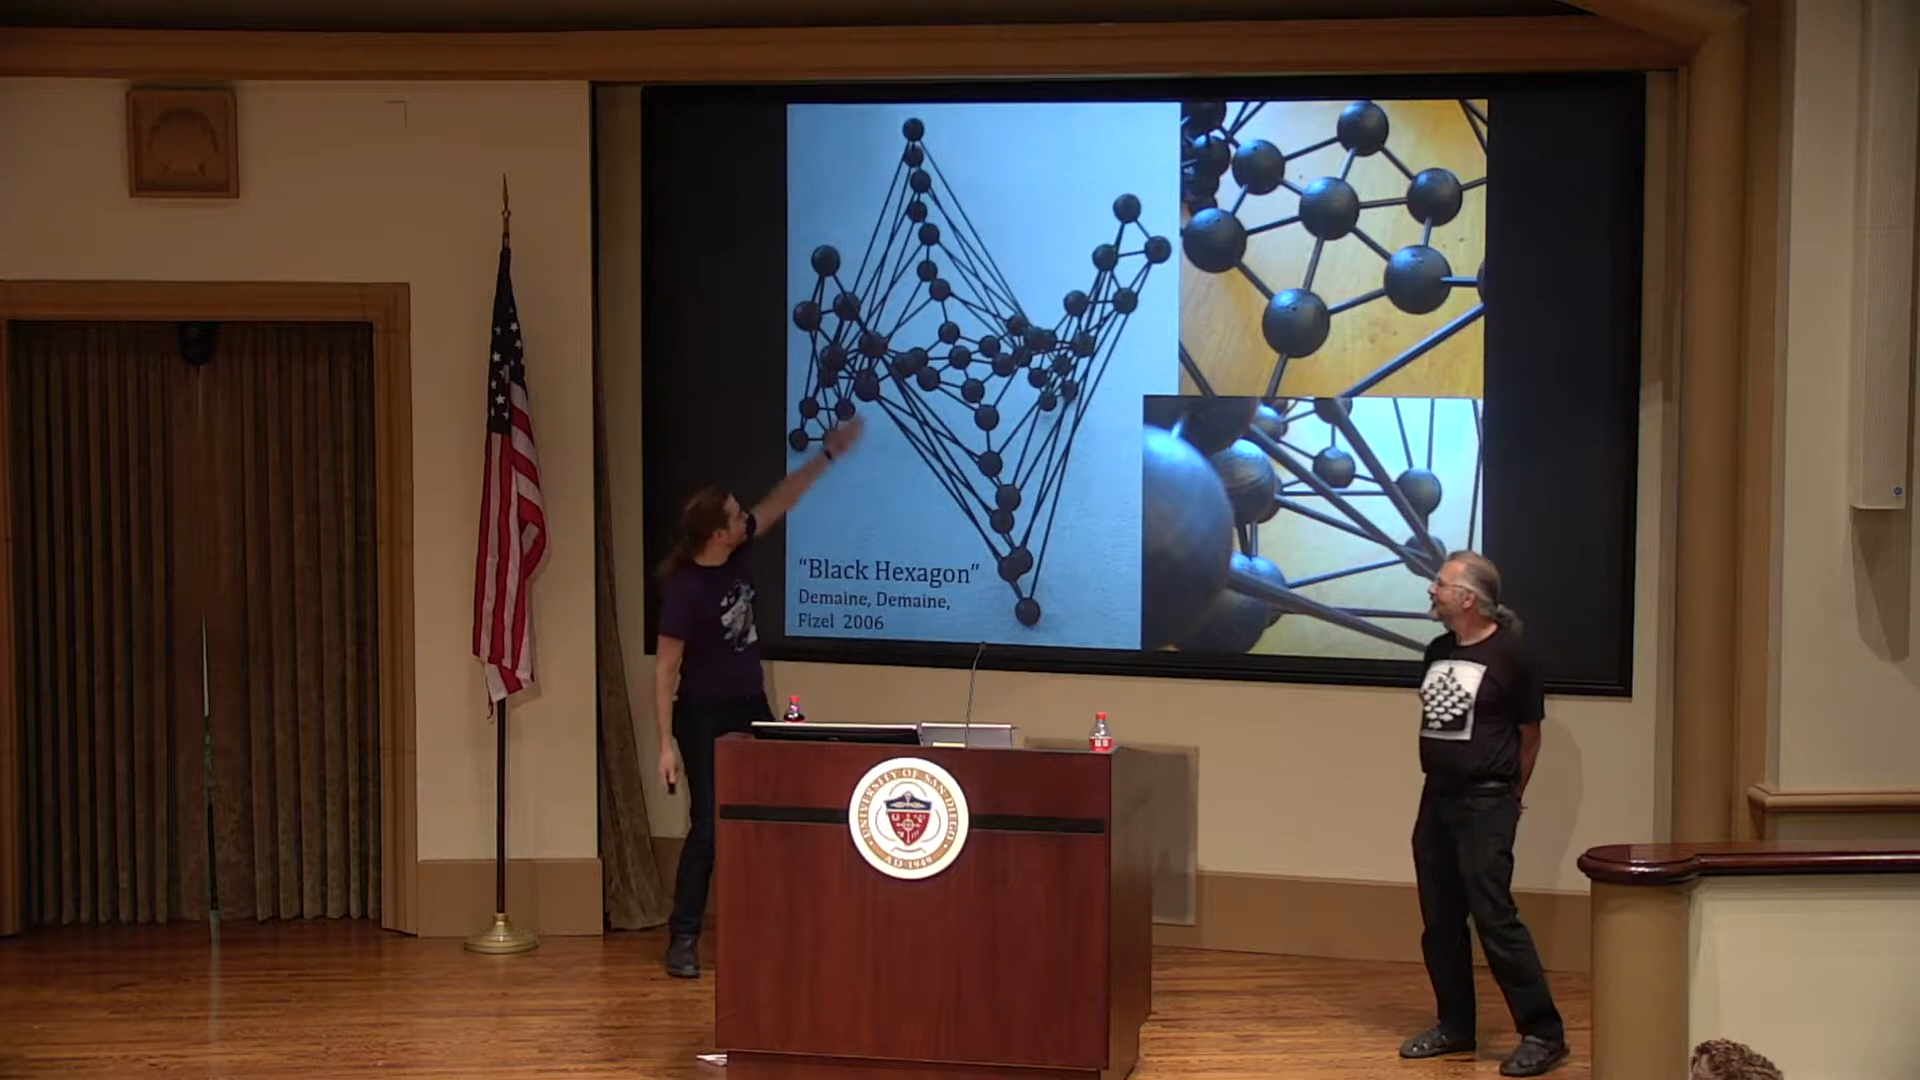 “Black Hexagon”
Demaine, Demaine,
Fizel 2006
UNIVERSITY OF SAN DIEGO
AD 1949